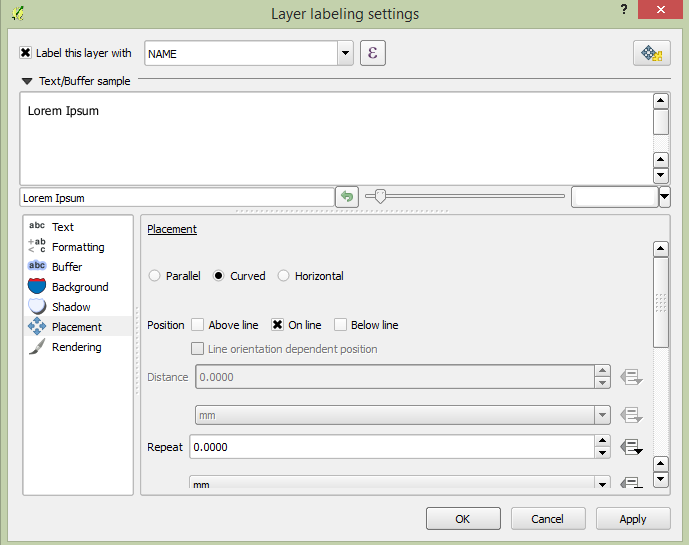 Layer labeling settings ?
Label this layer with NAME ε
Text/Buffer sample
Lorem Ipsum
Lorem Ipsum
abc Text
+ab < c Formatting
abc Buffer
Background
Shadow
Placement
Rendering
Placement
Parallel Curved Horizontal
Position Above line On line Below line
Line orientation dependent position
Distance 0.0000
mm
Repeat 0.0000
mm
OK Cancel Apply